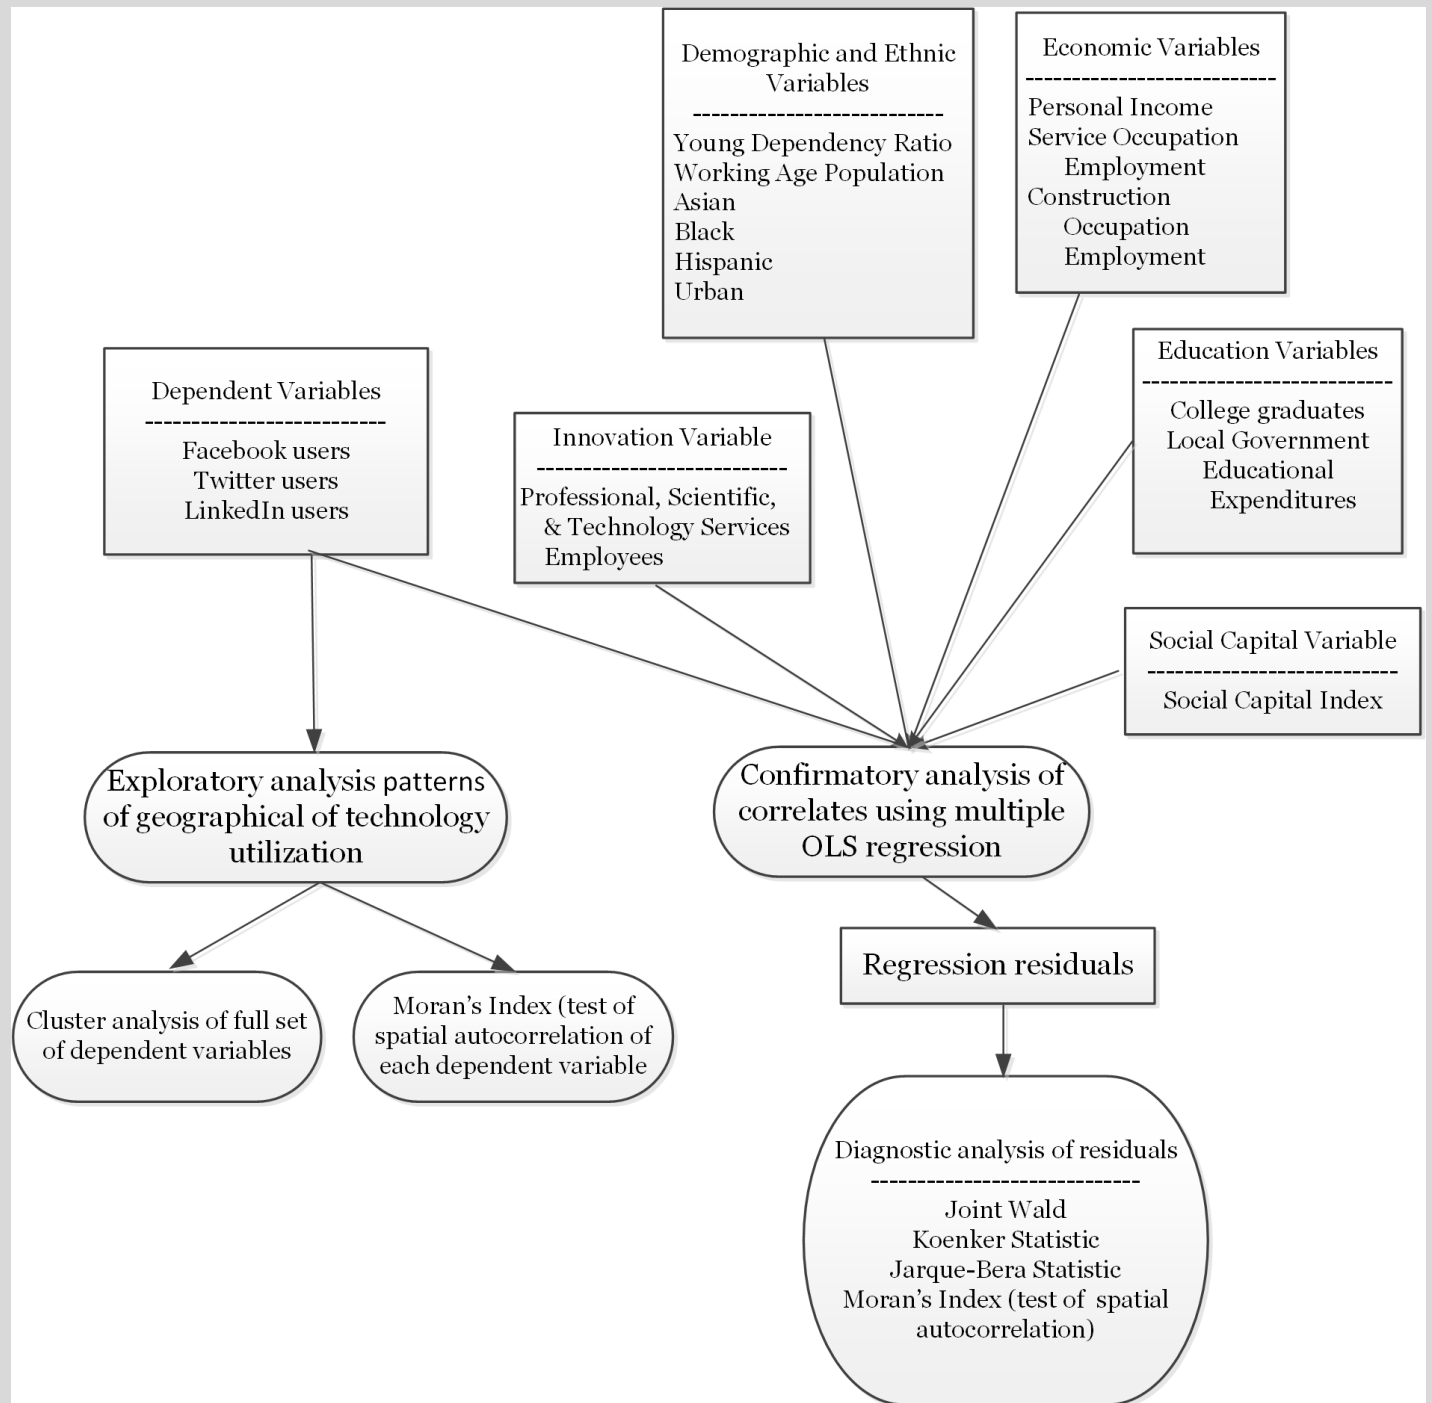 Demographic and Ethnic
Variables
---------------------------
Young Dependency Ratio
Working Age Population
Asian
Black
Hispanic
Urban
Economic Variables
---------------------------
Personal Income
Service Occupation
Employment
Construction
Occupation
Employment
Dependent Variables
--------------------------
Facebook users
Twitter users
LinkedIn users
Innovation Variable
---------------------------
Professional, Scientific,
& Technology Services
Employees
Education Variables
---------------------------
College graduates
Local Government
Educational
Expenditures
Social Capital Variable
---------------------------
Social Capital Index
Exploratory analysis patterns
of geographical of technology
utilization
Confirmatory analysis of
correlates using multiple
OLS regression
Cluster analysis of full set
of dependent variables
Moran's Index (test of
spatial autocorrelation of
each dependent variable
Regression residuals
Diagnostic analysis of residuals
-----------------------------
Joint Wald
Koenker Statistic
Jarque-Bera Statistic
Moran's Index (test of spatial
autocorrelation)